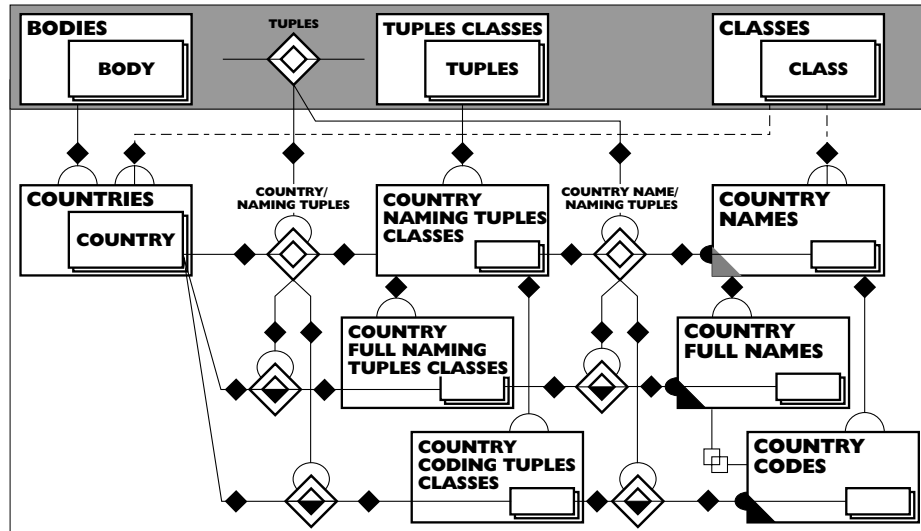 BODIES
BODY
TUPLES
TUPLES CLASSES
TUPLES
CLASSES
CLASS
COUNTRIES
COUNTRY
COUNTRY/
NAMING TUPLES
COUNTRY
NAMING TUPLES
CLASSES
COUNTRY NAME/
NAMING TUPLES
COUNTRY
NAMES
COUNTRY
FULL NAMING
TUPLES CLASSES
COUNTRY
FULL NAMES
COUNTRY
CODING TUPLES
CLASSES
COUNTRY
CODES